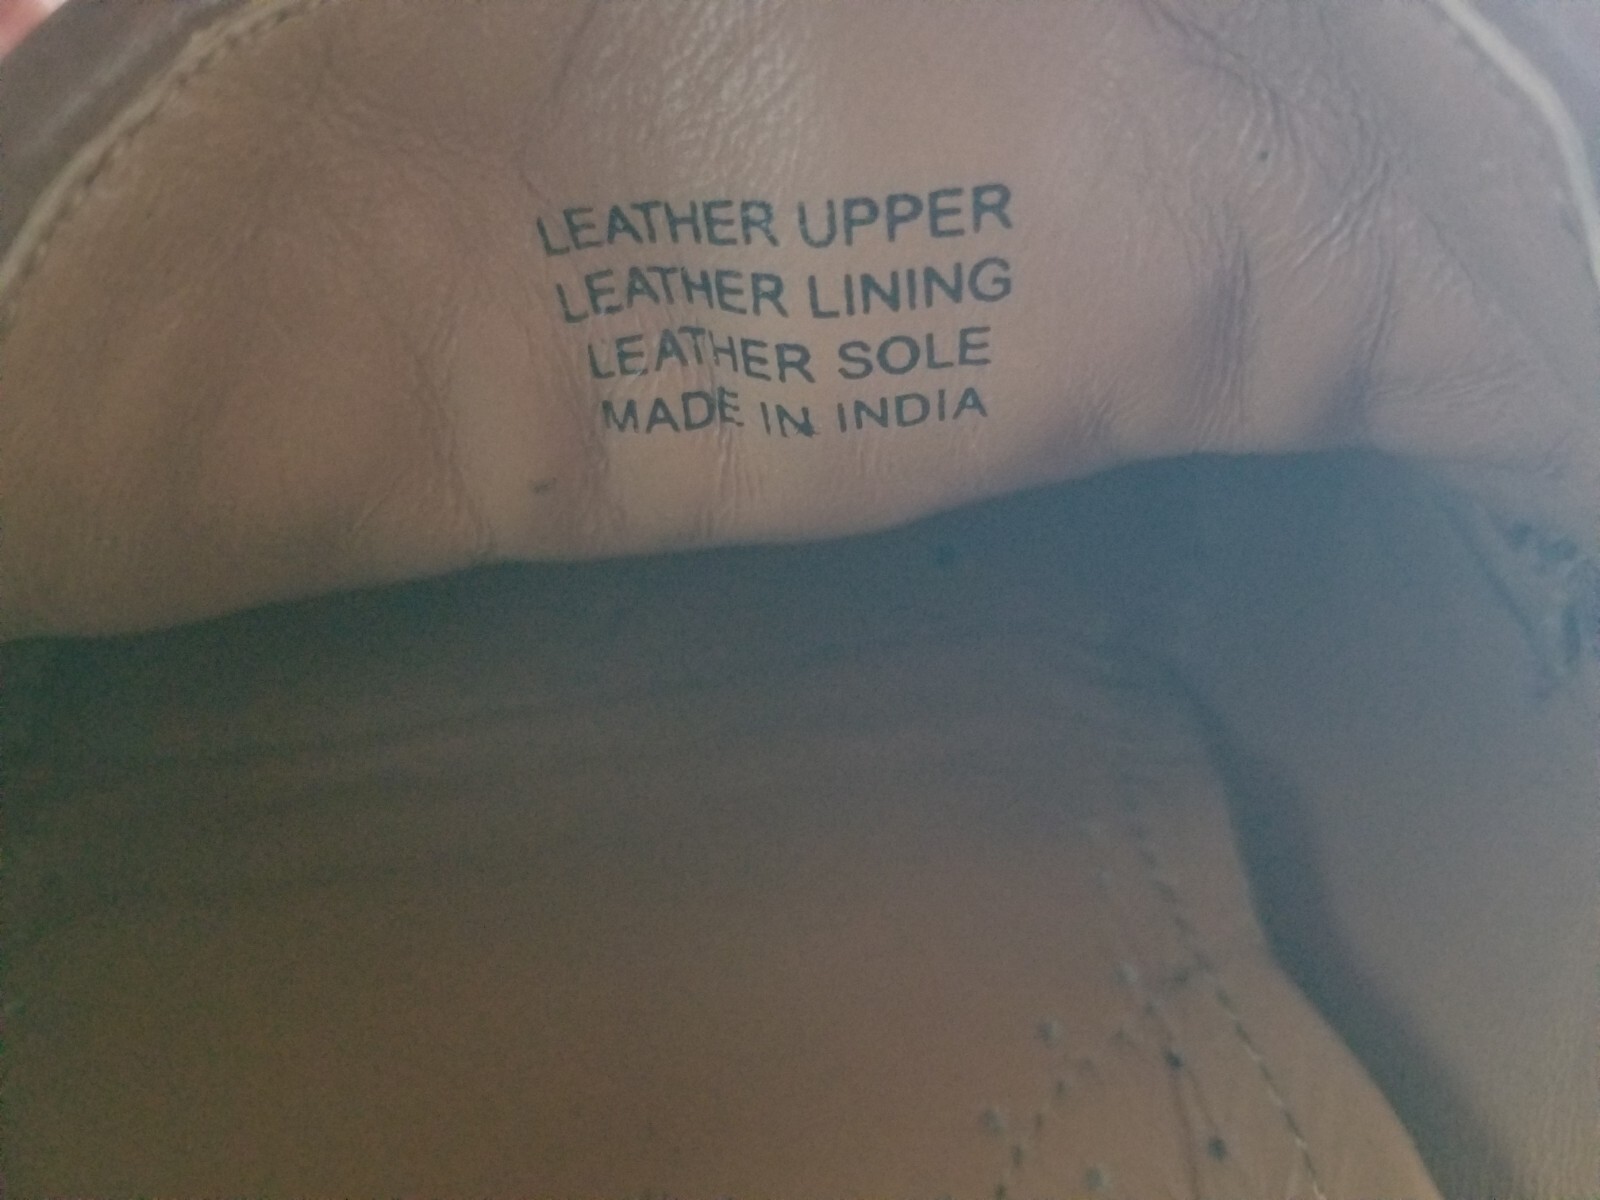 LEATHER UPPER
LEATHER LINING
LEATHER SOLE
MADE IN INDIA